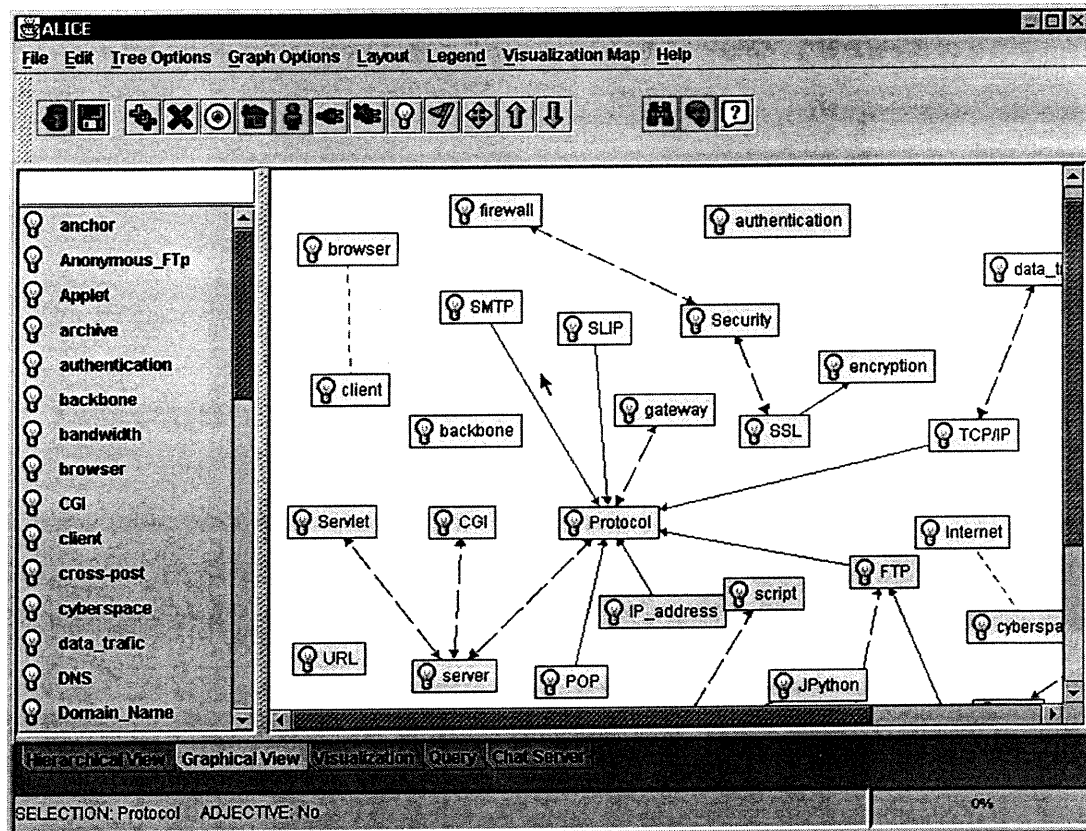 ALICE
File Edit Tree Options Graph Options Layout Legend Visualization Map Help
anchor
Anonymous_FTp
Applet
archive
authentication
backbone
bandwidth
browser
CGI
client
cross-post
cyberspace
data_trafic
DNS
Domain_Name
firewall
authentication
browser
data_tr
SMTP
SLIP
Security
encryption
client
gateway
backbone
SSL
TCP/IP
Servlet
CGI
Protocol
Internet
FTP
script
IP_address
cyberspa
URL
server
POP
JPython
Hierarchical View Graphical View Visualization Query Chat Server
SELECTION: Protocol ADJECTIVE: No
0%